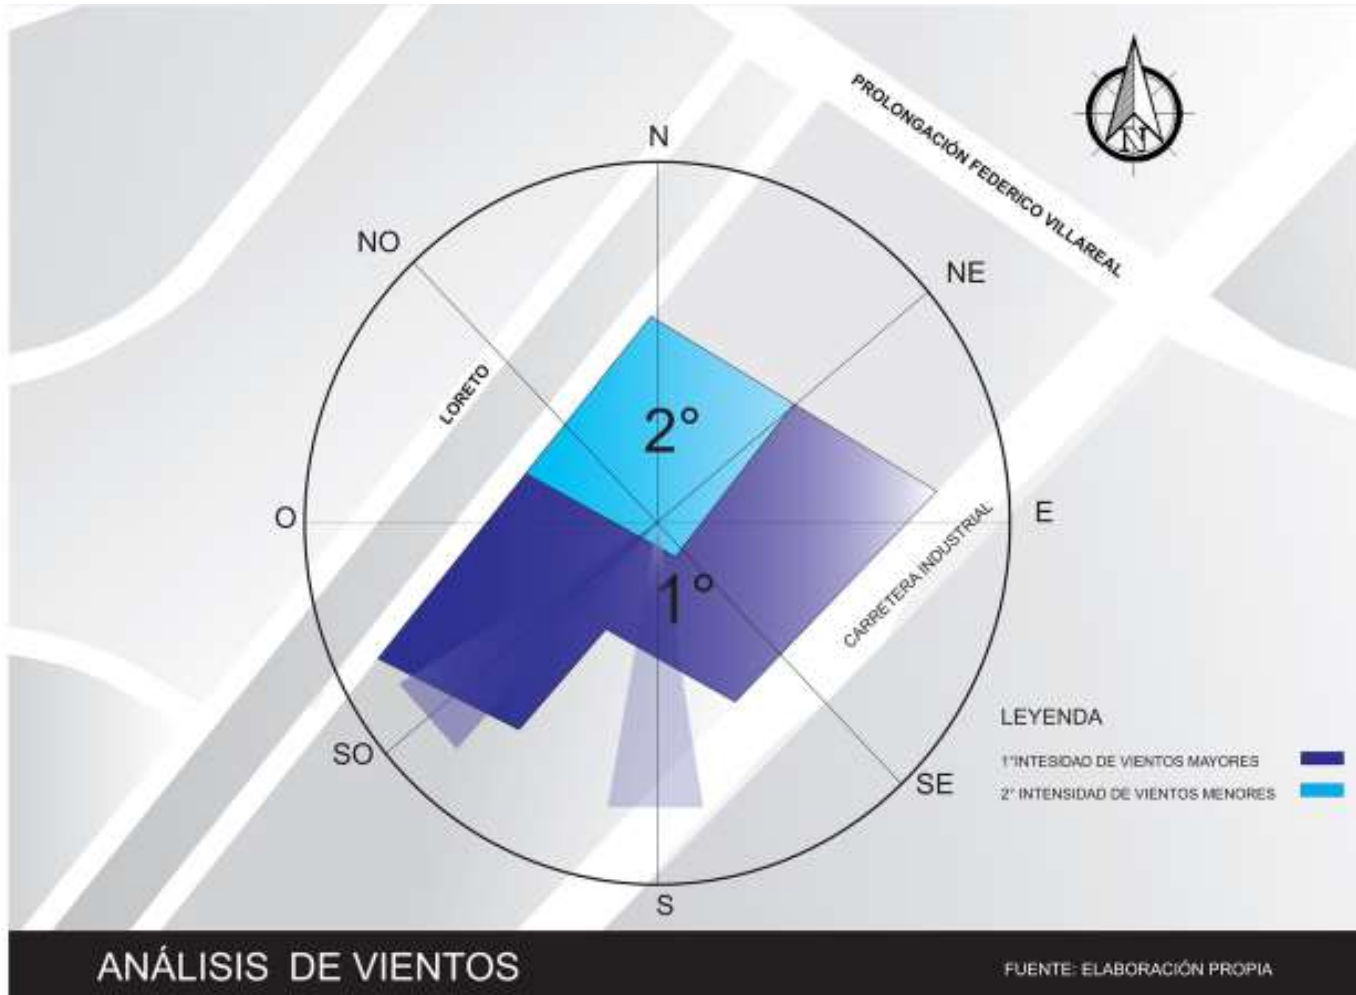 PROLONGACIÓN FEDERICO VILLAREAL
N
N
NO
NE
LORETO
2°
O
E
CARRETERA INDUSTRIAL
1°
SO
SE
S
LEYENDA
1°INTESIDAD DE VIENTOS MAYORES
2° INTENSIDAD DE VIENTOS MENORES
ANÁLISIS DE VIENTOS
FUENTE: ELABORACIÓN PROPIA